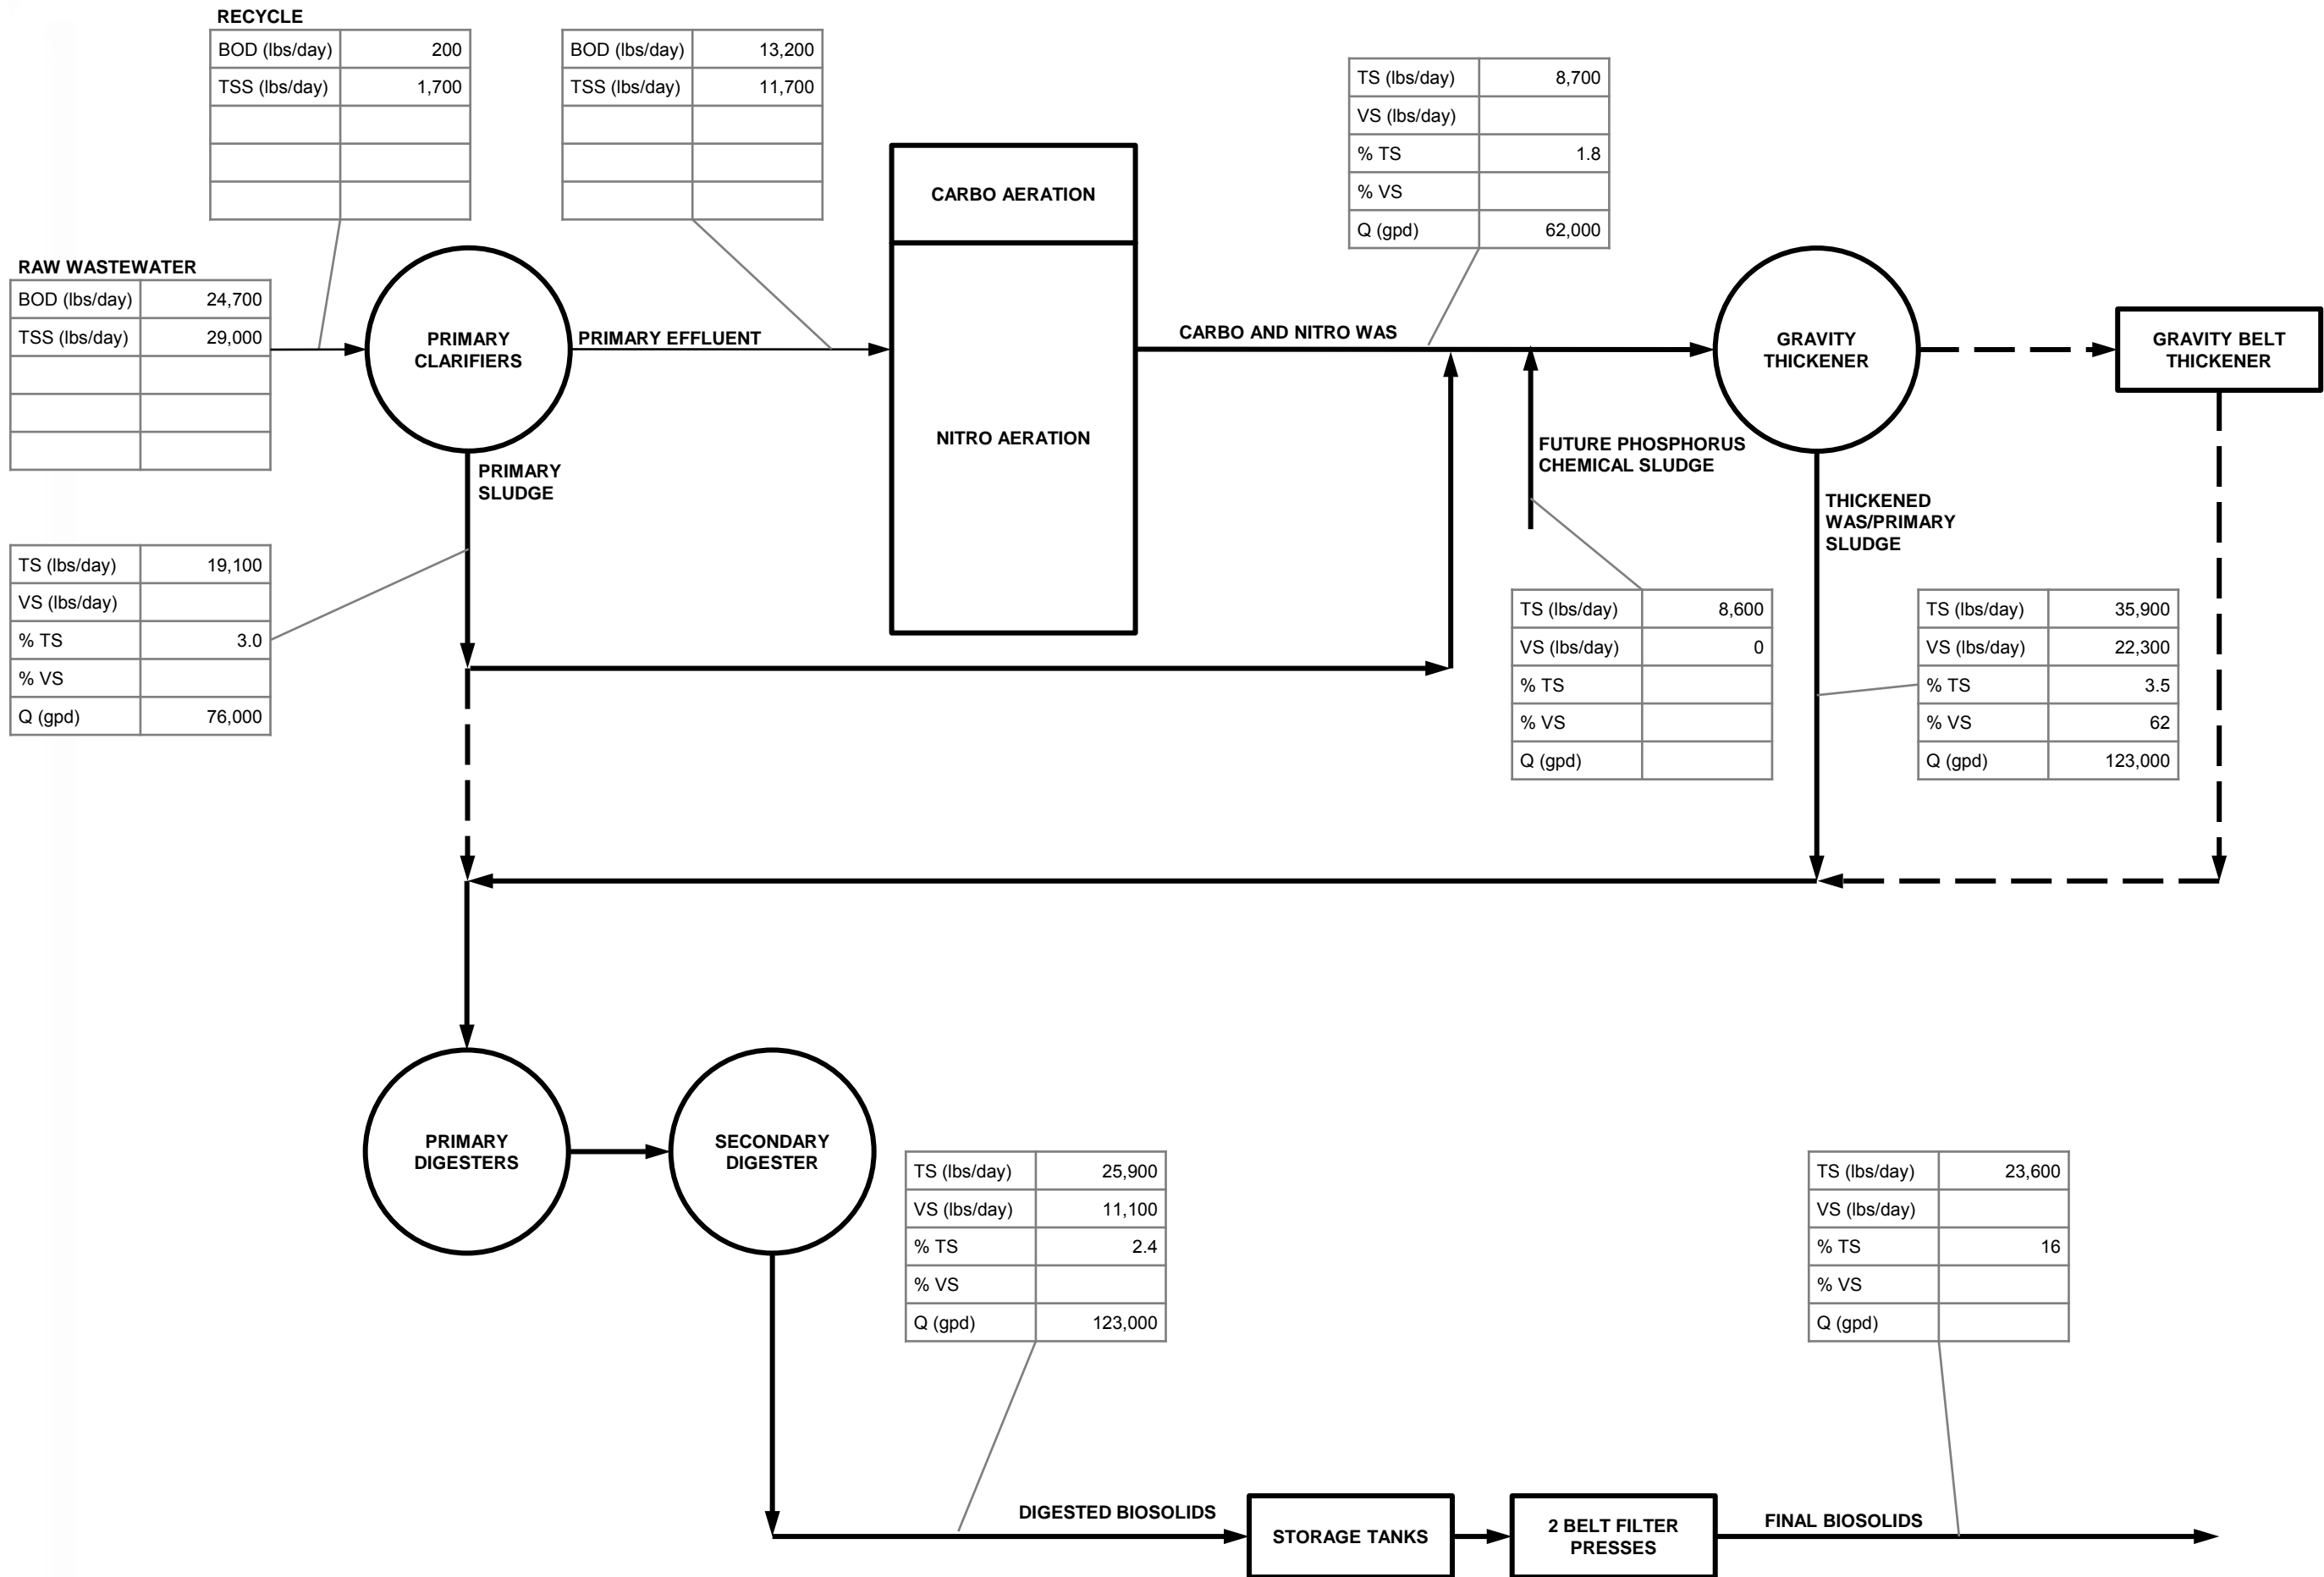 RECYCLE
BOD (lbs/day) 200
TSS (lbs/day) 1,700
BOD (lbs/day) 13,200
TSS (lbs/day) 11,700
TS (lbs/day) 8,700
VS (lbs/day)
% TS 1.8
% VS
Q (gpd) 62,000
RAW WASTEWATER
BOD (lbs/day) 24,700
TSS (lbs/day) 29,000
PRIMARY
CLARIFIERS
PRIMARY EFFLUENT
CARBO AERATION
NITRO AERATION
CARBO AND NITRO WAS
GRAVITY
THICKENER
GRAVITY BELT
THICKENER
PRIMARY
SLUDGE
FUTURE PHOSPHORUS
CHEMICAL SLUDGE
THICKENED
WAS/PRIMARY
SLUDGE
TS (lbs/day) 19,100
VS (lbs/day)
% TS 3.0
% VS
Q (gpd) 76,000
TS (lbs/day) 8,600
VS (lbs/day) 0
% TS
% VS
Q (gpd)
TS (lbs/day) 35,900
VS (lbs/day) 22,300
% TS 3.5
% VS 62
Q (gpd) 123,000
PRIMARY
DIGESTERS
SECONDARY
DIGESTER
TS (lbs/day) 25,900
VS (lbs/day) 11,100
% TS 2.4
% VS
Q (gpd) 123,000
TS (lbs/day) 23,600
VS (lbs/day)
% TS 16
% VS
Q (gpd)
DIGESTED BIOSOLIDS
STORAGE TANKS
2 BELT FILTER
PRESSES
FINAL BIOSOLIDS